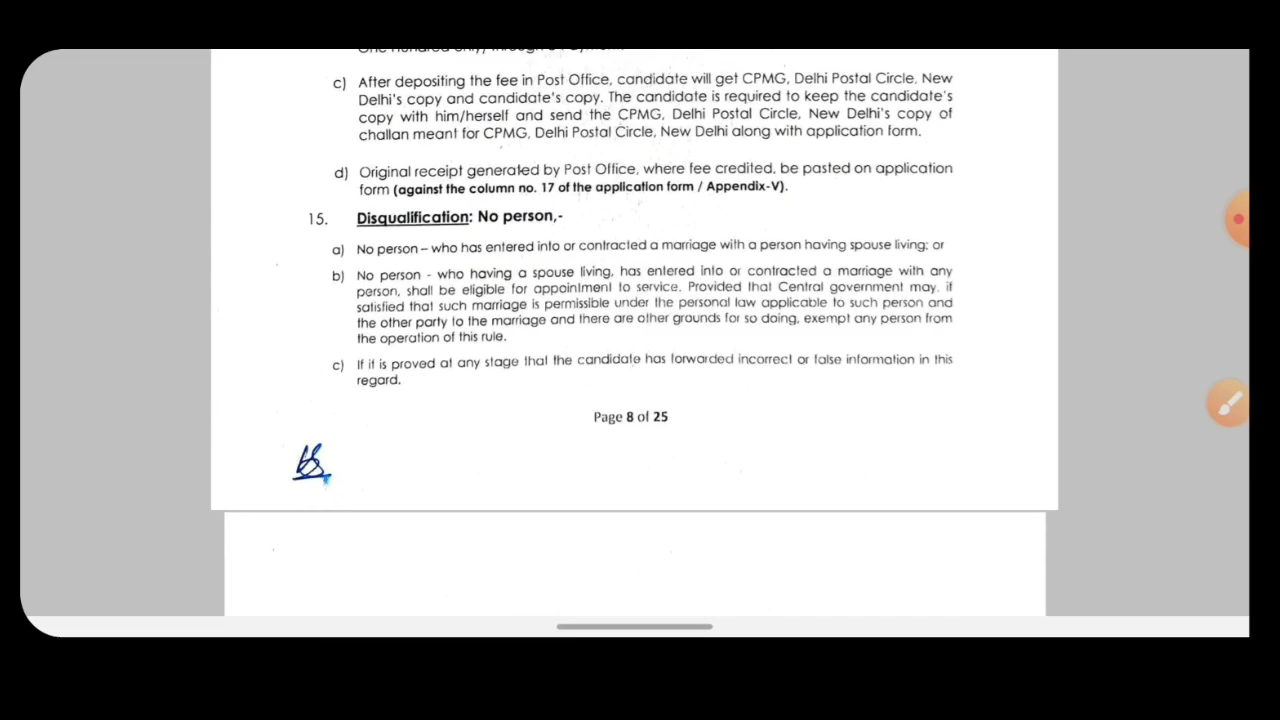 c) After depositing the fee in Post Office, candidate will get CPMG, Delhi Postal Circle, New
Delhi's copy and candidate's copy. The candidate is required to keep the candidate's
copy with him/herself and send the CPMG, Delhi Postal Circle, New Delhi's copy of
challan meant for CPMG, Delhi Postal Circle, New Delhi along with application form.
d) Original receipt generated by Post Office, where fee credited, be pasted on application
form (against the column no. 17 of the application form / Appendix-V).
15. Disqualification: No person,-
a) No person – who has entered into or contracted a marriage with a person having spouse living; or
b) No person - who having a spouse living, has entered into or contracted a marriage with any
person, shall be eligible for appointment to service. Provided that Central government may, if
satisfied that such marriage is permissible under the personal law applicable to such person and
the other party to the marriage and there are other grounds for so doing, exempt any person from
the operation of this rule.
c) If it is proved at any stage that the candidate has forwarded incorrect or false information in this
regard.
Page 8 of 25